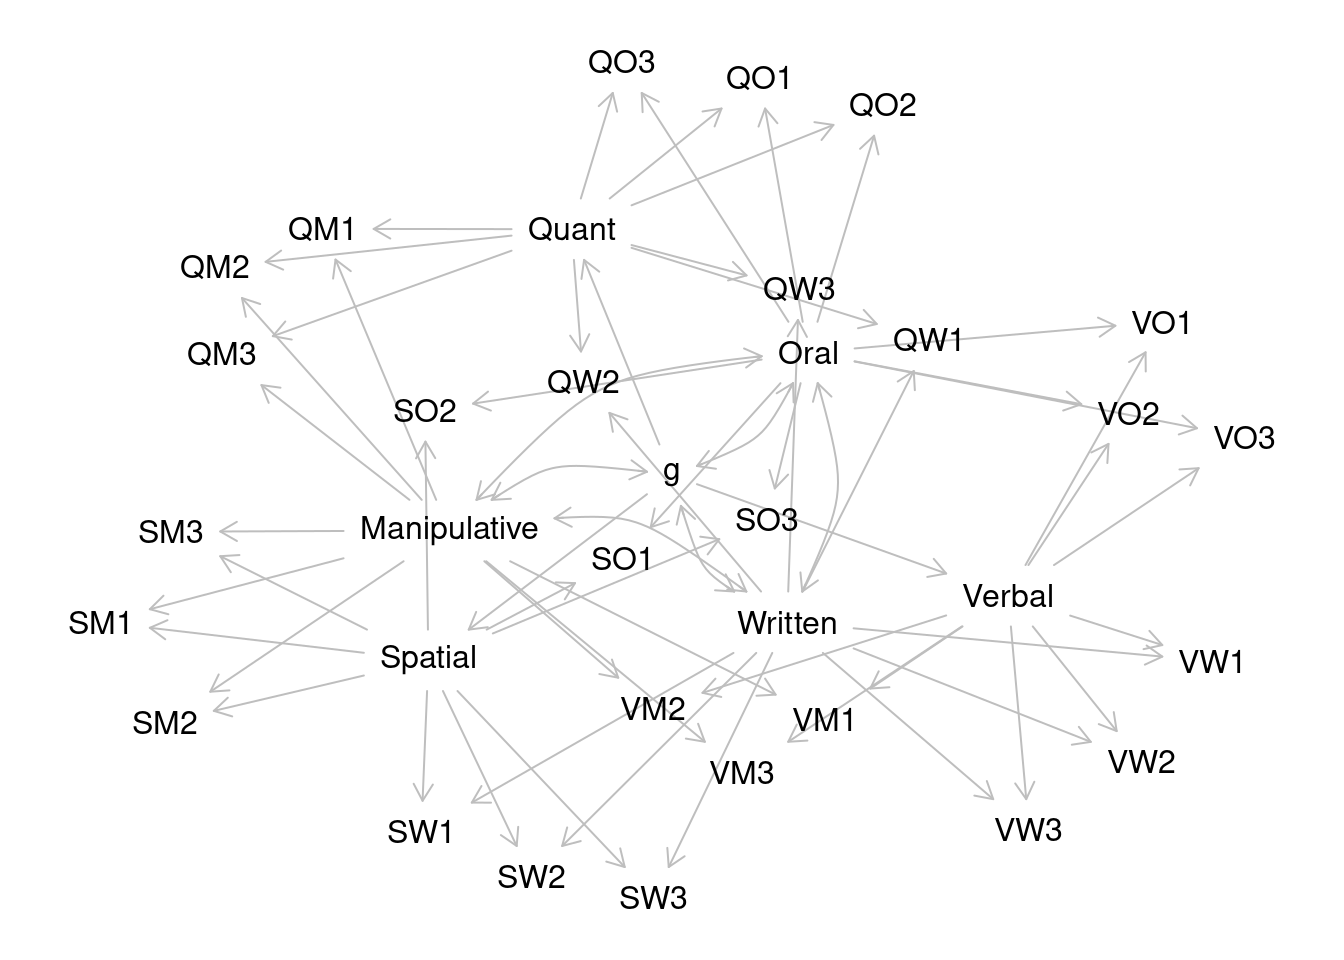 QO3
QO1
QO2
QM1
Quant
QM2
QW3
VO1
QW1
QM3
Oral
QW2
SO2
VO2
VO3
g
SO3
SM3
Manipulative
SO1
Verbal
SM1
Written
Spatial
VW1
VM2
SM2
VM1
VW2
VM3
SW1
VW3
SW2
SW3